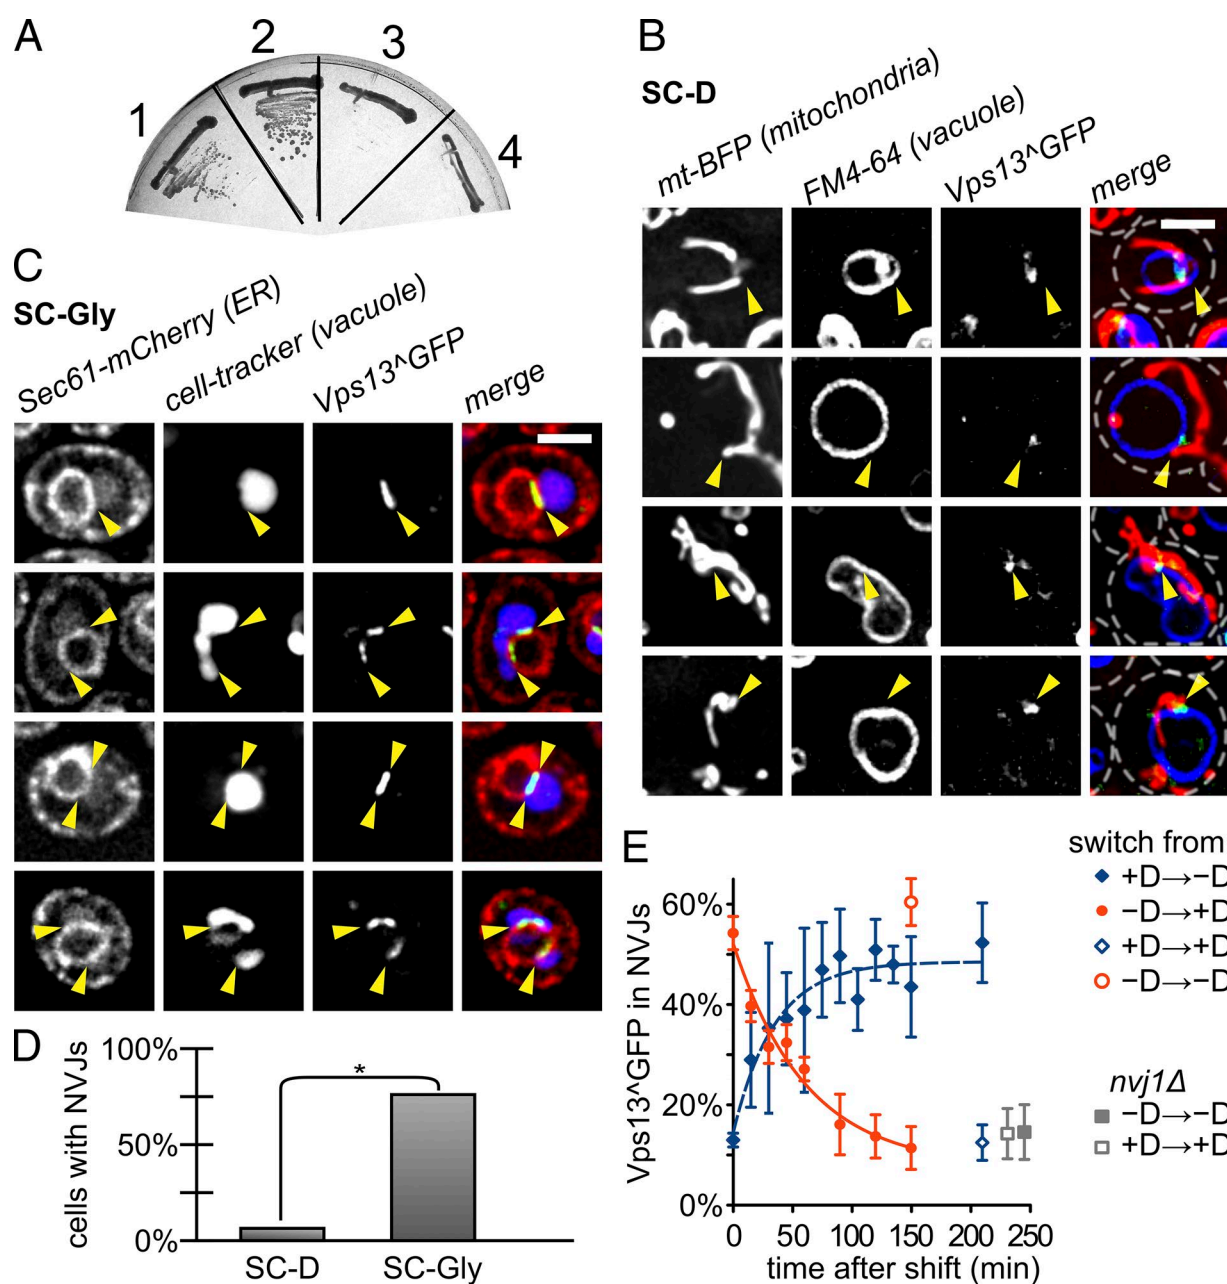 A
1
2
3
4
B
SC-D
mt-BFP (mitochondria)
FM4-64 (vacuole)
Vps13^GFP
merge
C
SC-Gly
Sec61-mCherry (ER)
cell-tracker (vacuole)
Vps13^GFP
merge
D
cells with NVJs
100%
50%
0%
*
SC-D
SC-Gly
E
Vps13^GFP in NVJs
60%
40%
20%
0%
0 50 100 150 200 250
time after shift (min)
switch from
+D→−D
−D→+D
+D→+D
−D→−D
nvj1Δ
−D→−D
+D→+D